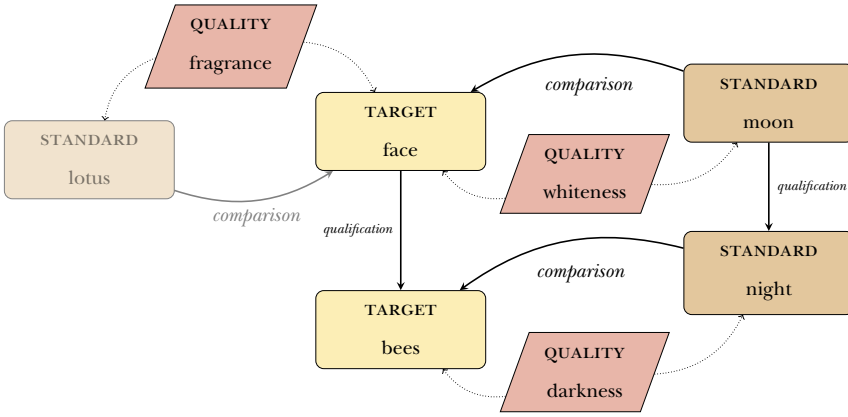 QUALITY
fragrance
STANDARD
lotus
comparison
TARGET
face
comparison
STANDARD
moon
QUALITY
whiteness
qualification
qualification
TARGET
bees
comparison
STANDARD
night
QUALITY
darkness